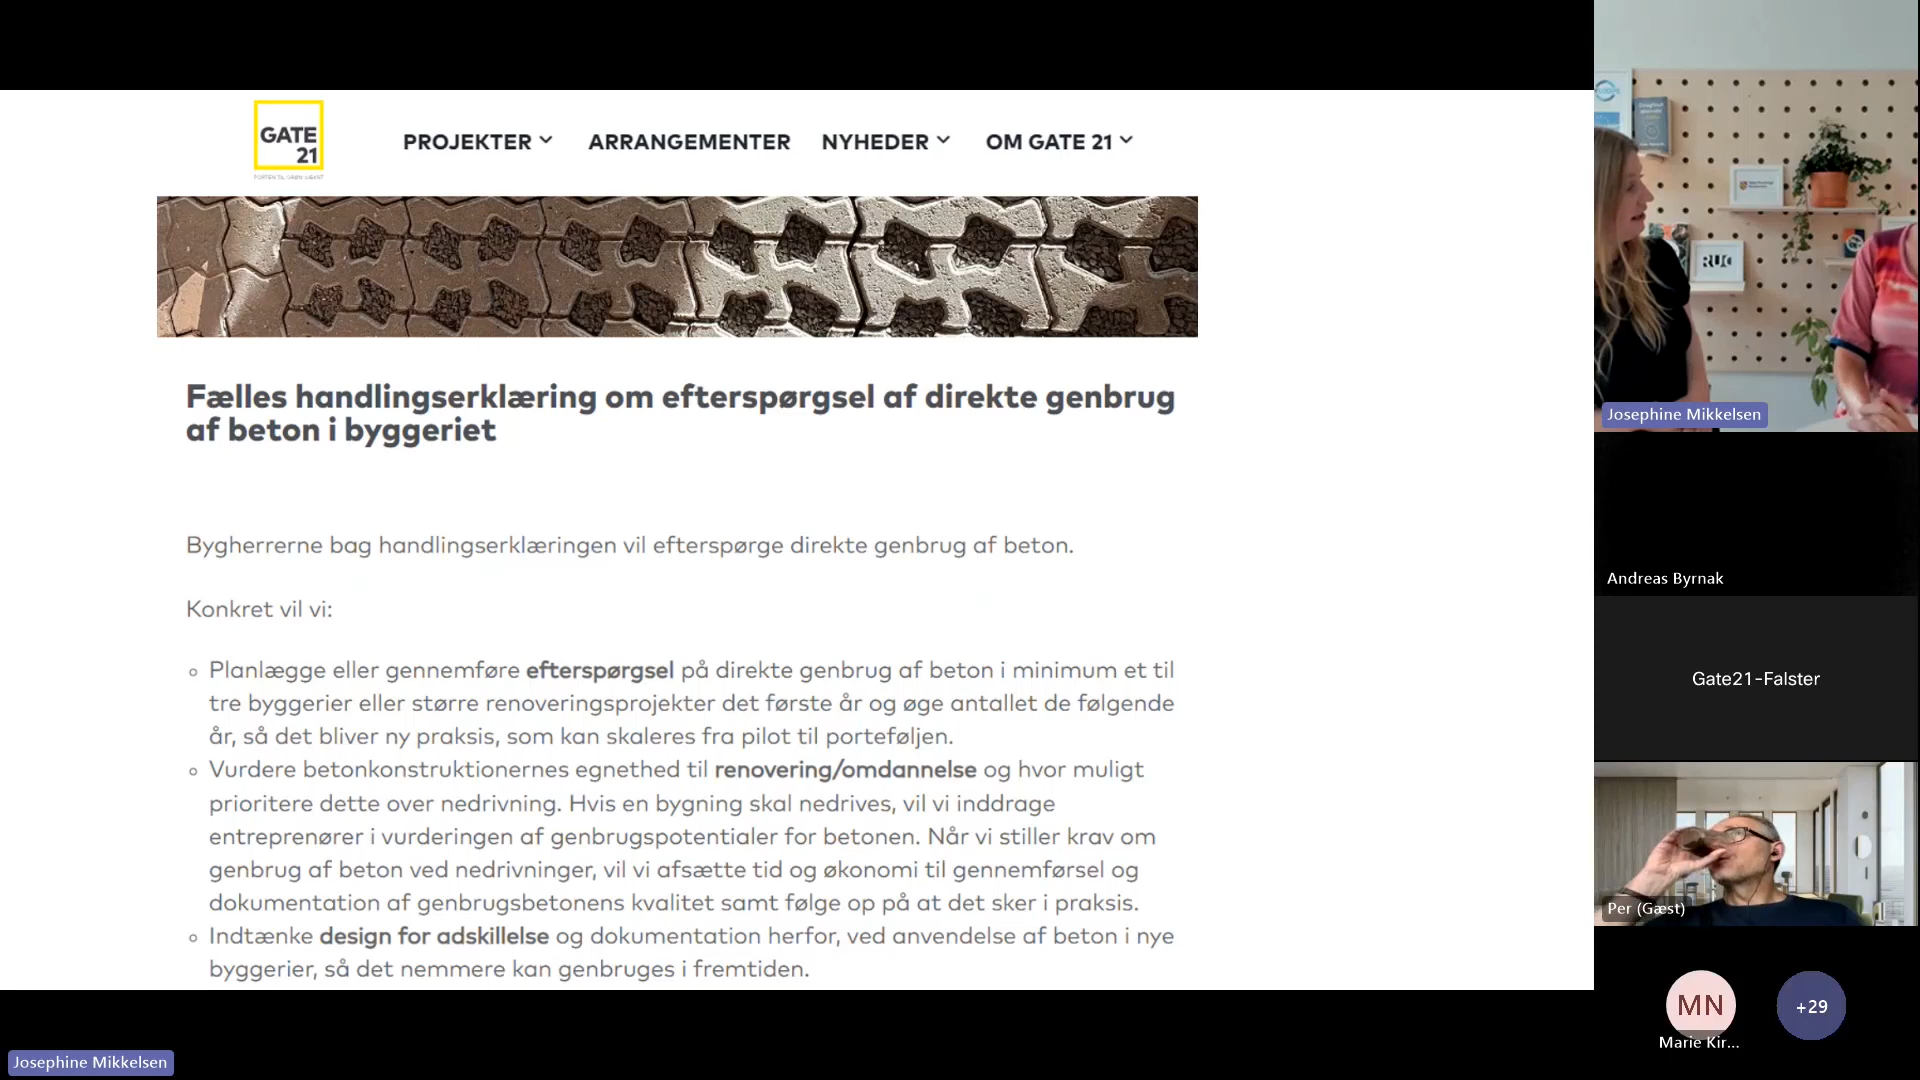 GATE
21
PROJEKTER
ARRANGEMENTER
NYHEDER
OM GATE 21
Fælles handlingserklæring om efterspørgsel af direkte genbrug
af beton i byggeriet
Bygherrerne bag handlingserklæringen vil efterspørge direkte genbrug af beton.
Konkret vil vi:
Planlægge eller gennemføre efterspørgsel på direkte genbrug af beton i minimum et til
tre byggerier eller større renoveringsprojekter det første år og øge antallet de følgende
år, så det bliver ny praksis, som kan skaleres fra pilot til porteføljen.
Vurdere betonkonstruktionernes egnethed til renovering/omdannelse og hvor muligt
prioritere dette over nedrivning. Hvis en bygning skal nedrives, vil vi inddrage
entreprenører i vurderingen af genbrugspotentialer for betonen. Når vi stiller krav om
genbrug af beton ved nedrivninger, vil vi afsætte tid og økonomi til gennemførsel og
dokumentation af genbrugsbetonens kvalitet samt følge op på at det sker i praksis.
Indtænke design for adskillelse og dokumentation herfor, ved anvendelse af beton i nye
byggerier, så det nemmere kan genbruges i fremtiden.
Josephine Mikkelsen
RUC
Josephine Mikkelsen
Andreas Byrnak
Gate21-Falster
Per (Gæst)
MN
Marie Kir...
+29